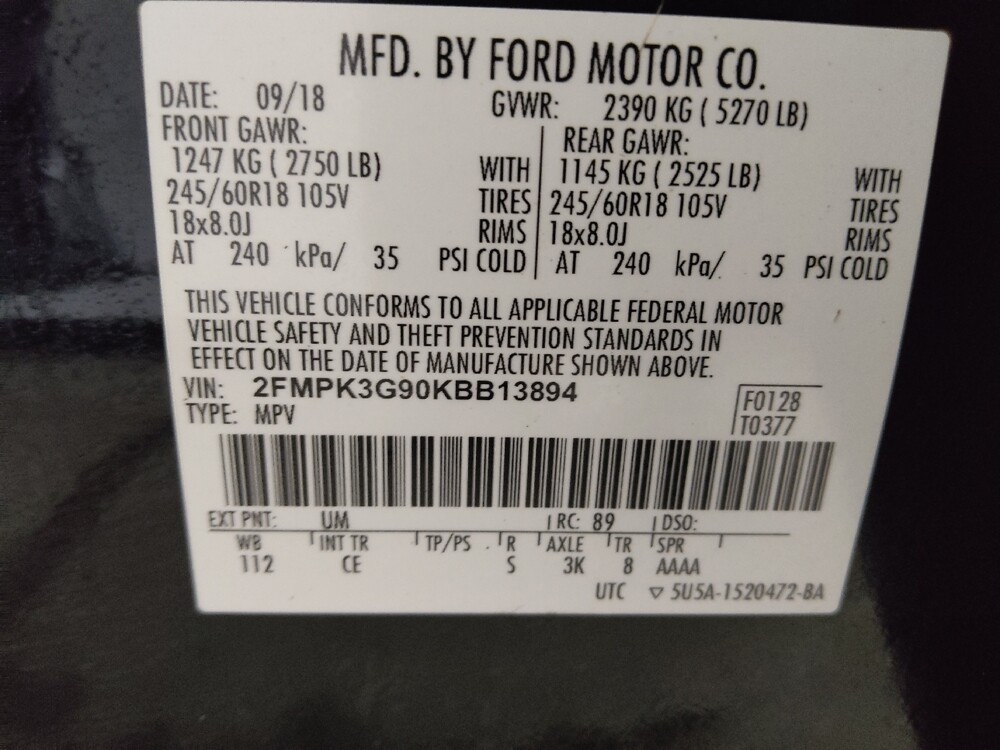 MFD. BY FORD MOTOR CO.
DATE: 09/18 GVWR: 2390 KG ( 5270 LB)
FRONT GAWR: REAR GAWR:
1247 KG ( 2750 LB) WITH 1145 KG ( 2525 LB) WITH
245/60R18 105V TIRES 245/60R18 105V TIRES
18x8.0J RIMS 18x8.0J RIMS
AT 240 kPa/ 35 PSI COLD AT 240 kPa/ 35 PSI COLD
THIS VEHICLE CONFORMS TO ALL APPLICABLE FEDERAL MOTOR
VEHICLE SAFETY AND THEFT PREVENTION STANDARDS IN
EFFECT ON THE DATE OF MANUFACTURE SHOWN ABOVE.
VIN: 2FMPK3G90KBB13894
TYPE: MPV
F0128
T0377
EXT PNT: UM RC: 89 DSO:
WB INT TR TP/PS R AXLE TR SPR
112 CE S 3K 8 AAAA
UTC ▽ 5U5A-1520472-BA